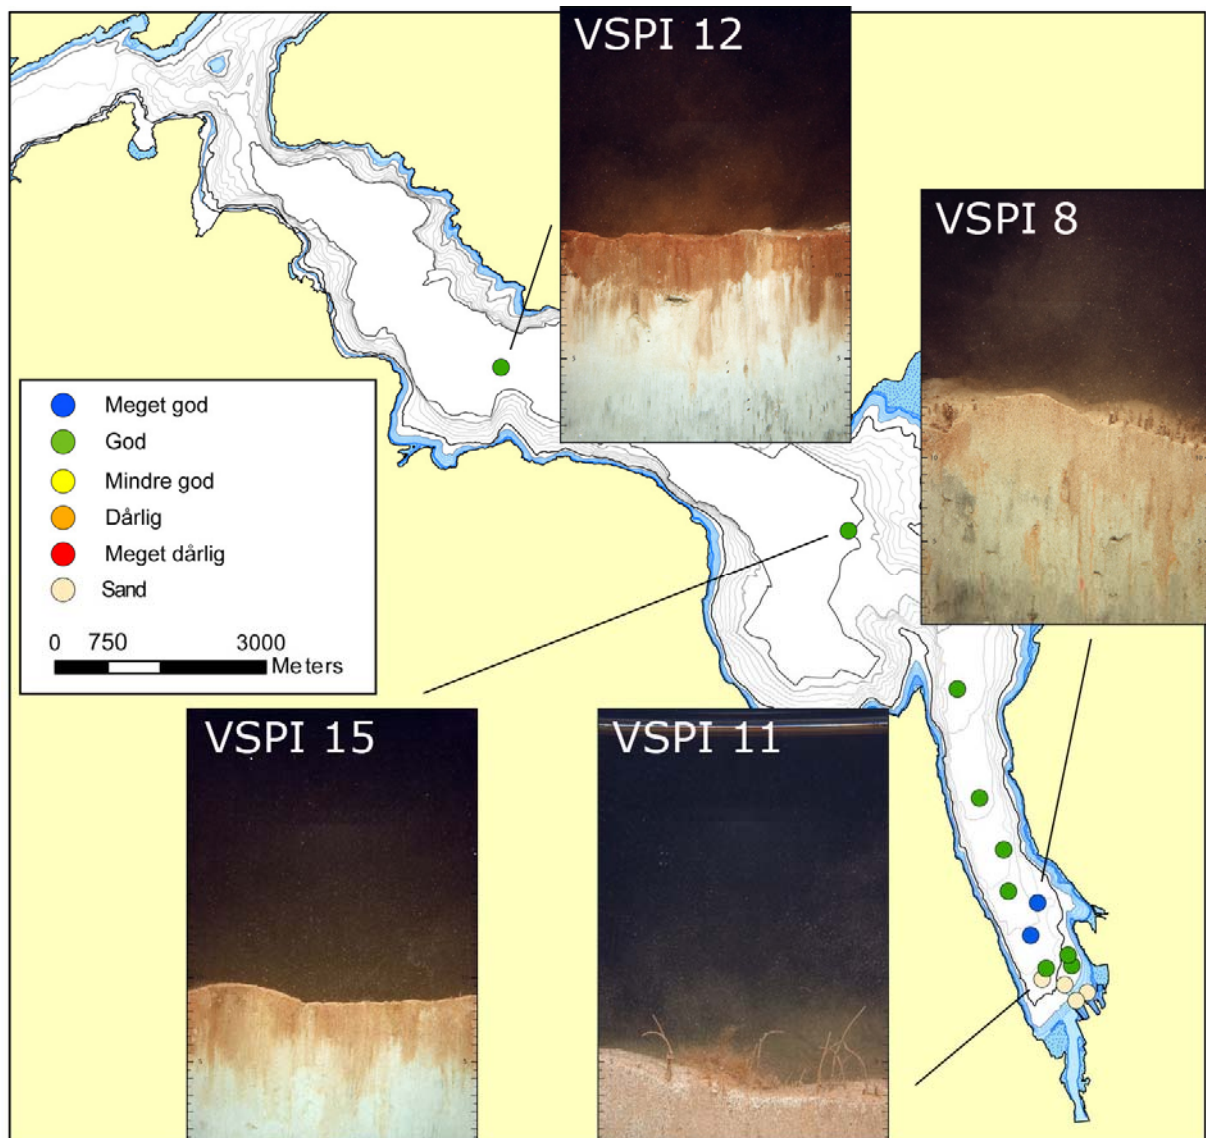 VSPI 12
VSPI 8
Meget god
God
Mindre god
Dårlig
Meget dårlig
Sand
0 750 3000
Meters
VSPI 15
VSPI 11